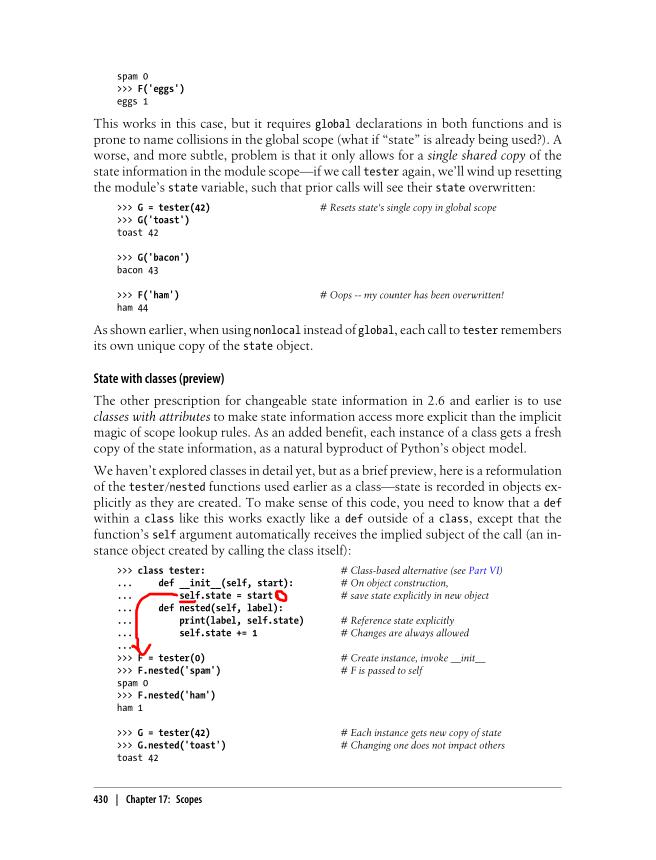 spam 0
>>> F('eggs')
eggs 1
This works in this case, but it requires global declarations in both functions and is
prone to name collisions in the global scope (what if “state” is already being used?). A
worse, and more subtle, problem is that it only allows for a single shared copy of the
state information in the module scope—if we call tester again, we’ll wind up resetting
the module’s state variable, such that prior calls will see their state overwritten:
>>> G = tester(42) # Resets state’s single copy in global scope
>>> G('toast')
toast 42
>>> G('bacon')
bacon 43
>>> F('ham') # Oops -- my counter has been overwritten!
ham 44
As shown earlier, when using nonlocal instead of global, each call to tester remembers
its own unique copy of the state object.
State with classes (preview)
The other prescription for changeable state information in 2.6 and earlier is to use
classes with attributes to make state information access more explicit than the implicit
magic of scope lookup rules. As an added benefit, each instance of a class gets a fresh
copy of the state information, as a natural byproduct of Python’s object model.
We haven’t explored classes in detail yet, but as a brief preview, here is a reformulation
of the tester/nested functions used earlier as a class—state is recorded in objects ex-
plicitly as they are created. To make sense of this code, you need to know that a def
within a class like this works exactly like a def outside of a class, except that the
function’s self argument automatically receives the implied subject of the call (an in-
stance object created by calling the class itself):
>>> class tester: # Class-based alternative (see Part VI)
... def __init__(self, start): # On object construction,
... self.state = start # save state explicitly in new object
... def nested(self, label):
... print(label, self.state) # Reference state explicitly
... self.state += 1 # Changes are always allowed
...
>>> F = tester(0) # Create instance, invoke __init__
>>> F.nested('spam') # F is passed to self
spam 0
>>> F.nested('ham')
ham 1
>>> G = tester(42) # Each instance gets new copy of state
>>> G.nested('toast') # Changing one does not impact others
toast 42
430 | Chapter 17: Scopes